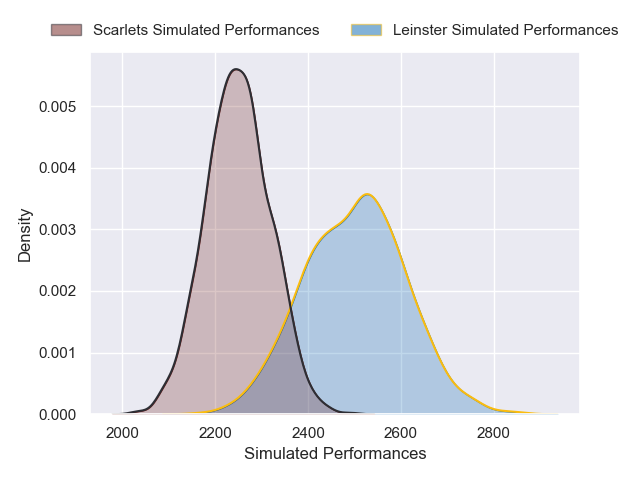 Scarlets Simulated Performances Leinster Simulated Performances
0.005
0.004
0.003
0.002
0.001
0.000
Density
2000 2200 2400 2600 2800
Simulated Performances